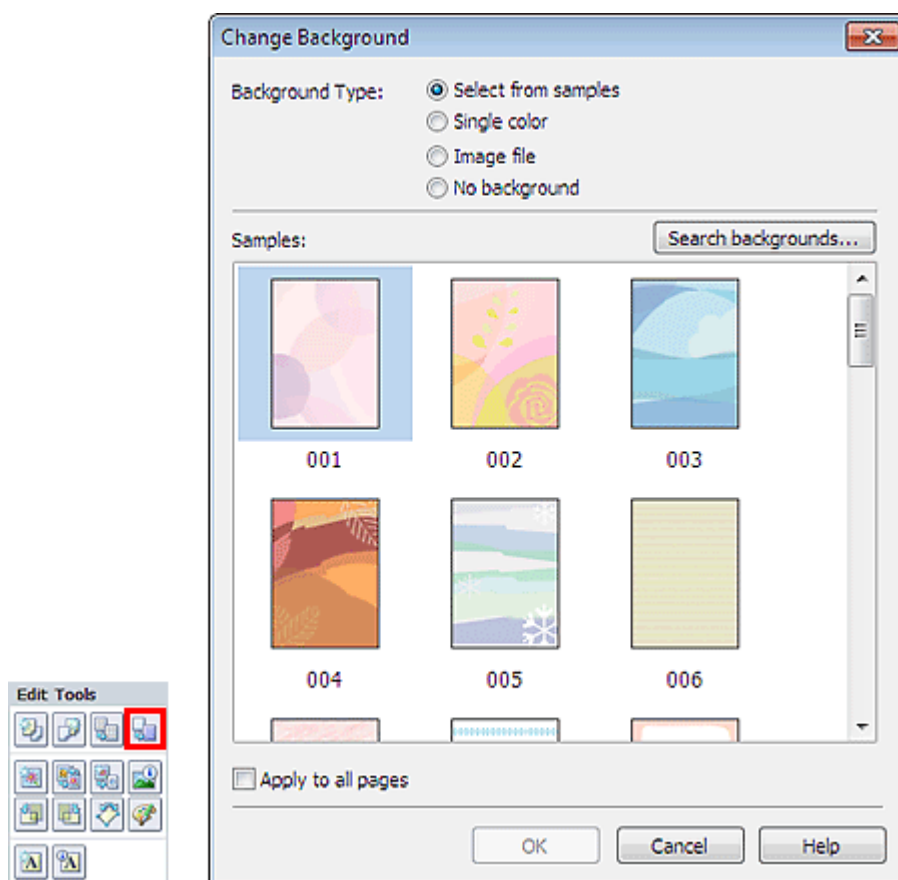 Change Background
Background Type:
Select from samples
Single color
Image file
No background
Samples:
Search backgrounds...
001 002 003
004 005 006
Edit Tools
Apply to all pages
A A
OK Cancel Help